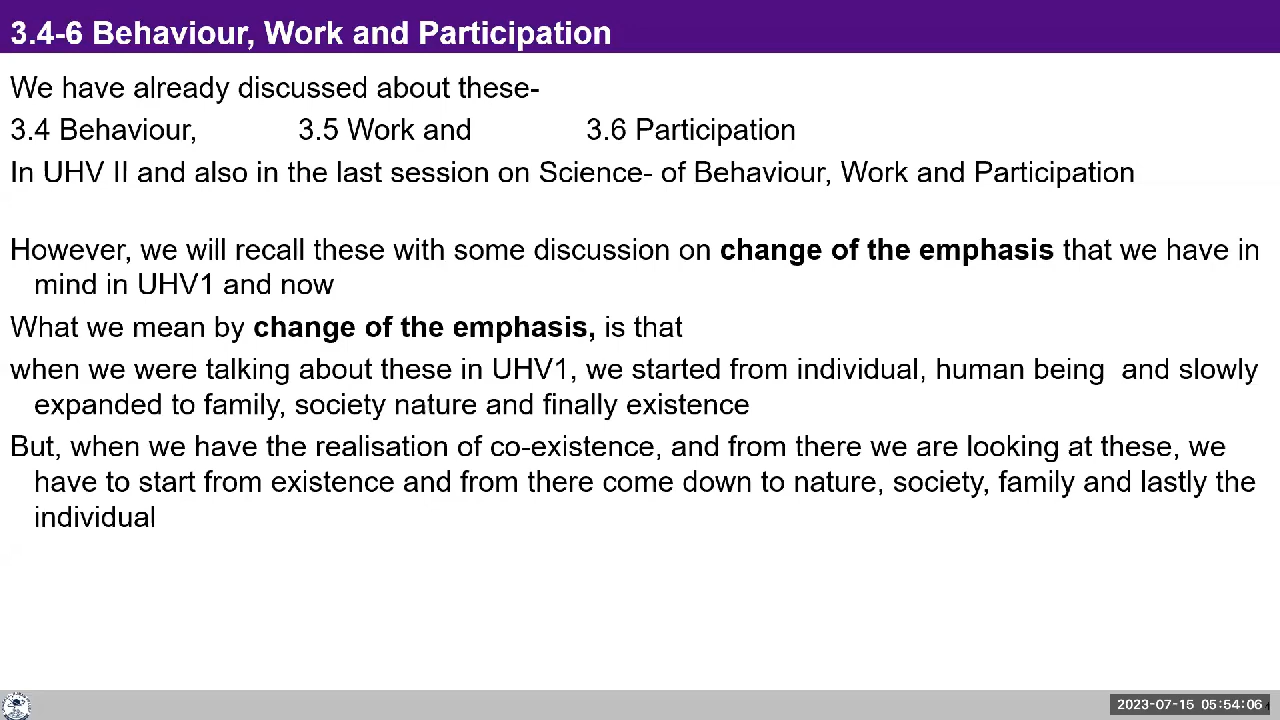 3.4-6 Behaviour, Work and Participation
We have already discussed about these-
3.4 Behaviour, 3.5 Work and 3.6 Participation
In UHV II and also in the last session on Science- of Behaviour, Work and Participation
However, we will recall these with some discussion on change of the emphasis that we have in
mind in UHV1 and now
What we mean by change of the emphasis, is that
when we were talking about these in UHV1, we started from individual, human being and slowly
expanded to family, society nature and finally existence
But, when we have the realisation of co-existence, and from there we are looking at these, we
have to start from existence and from there come down to nature, society, family and lastly the
individual
2023-07-15 05:54:06